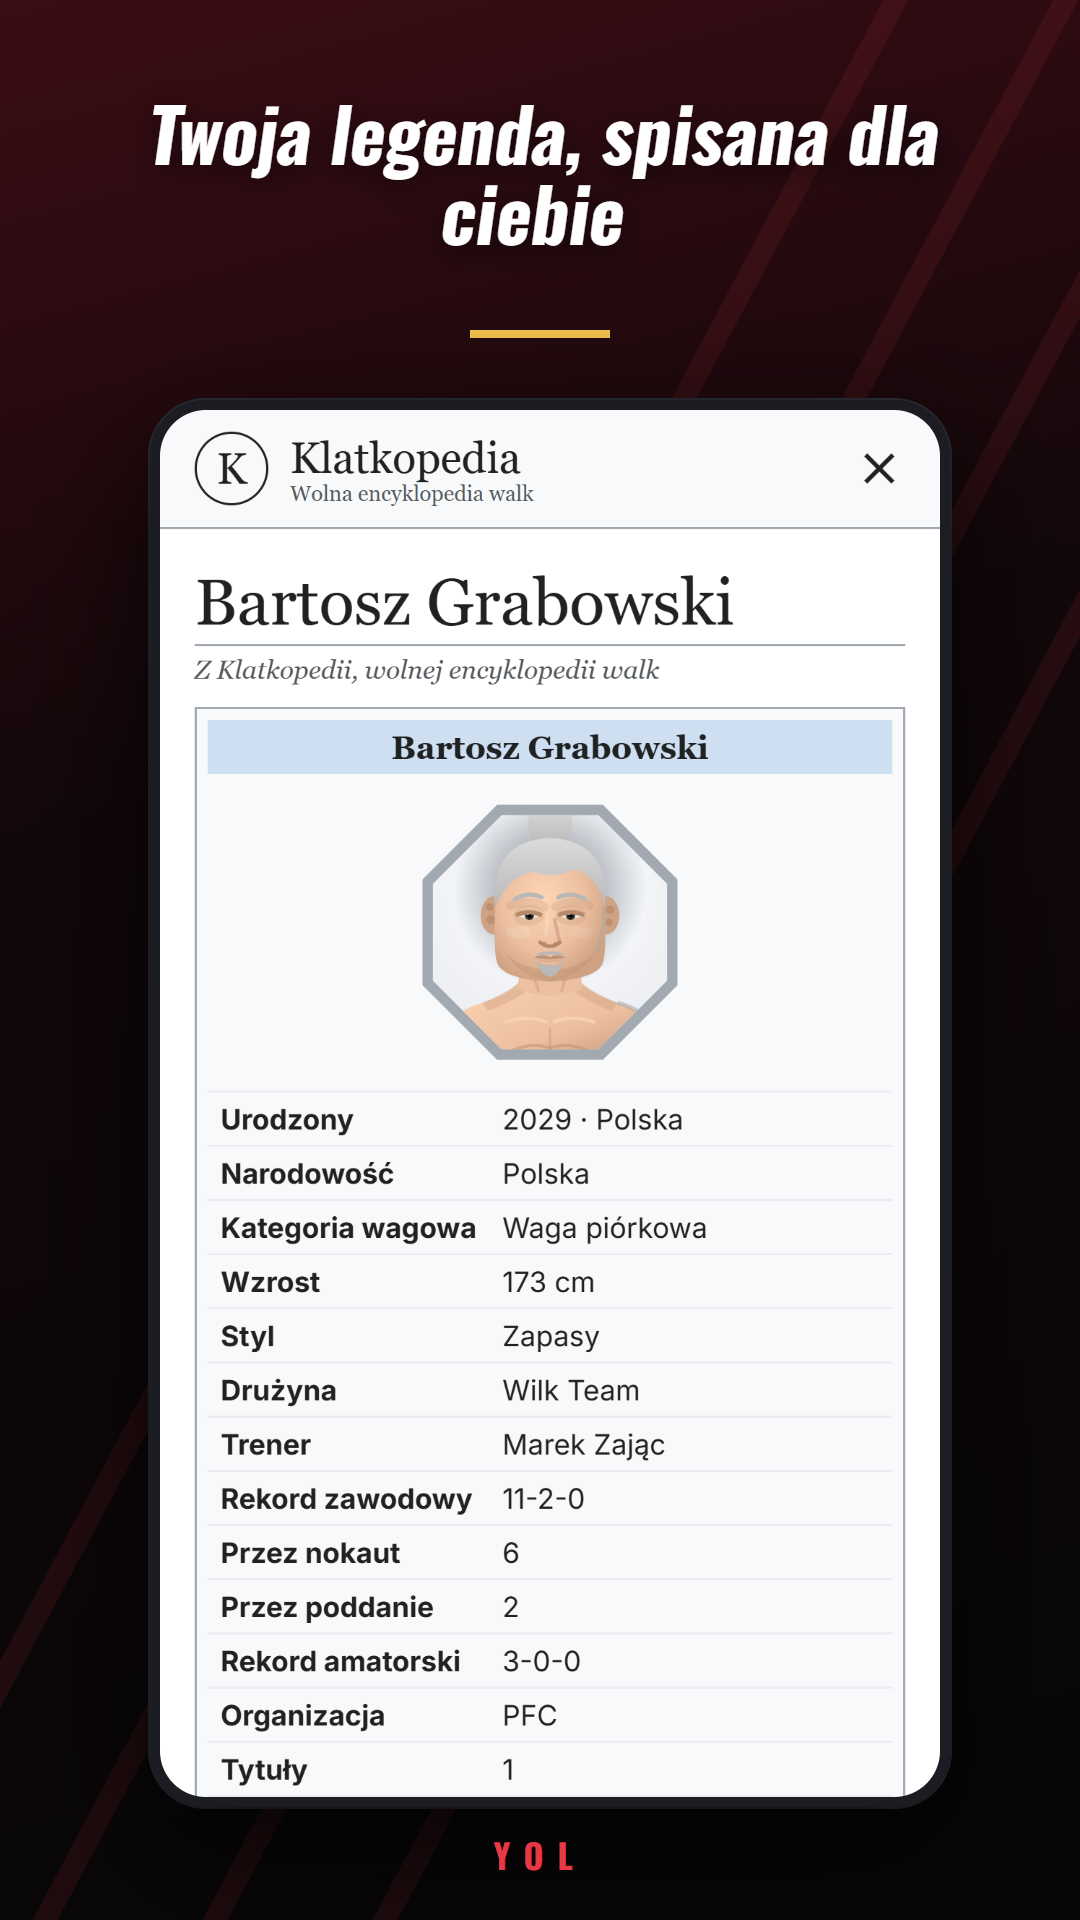 Twoja legenda, spisana dla
ciebie
K
Klatkopedia
Wolna encyklopedia walk
Bartosz Grabowski
Z Klatkopedii, wolnej encyklopedii walk
Bartosz Grabowski
Urodzony 2029 · Polska
Narodowość Polska
Kategoria wagowa Waga piórkowa
Wzrost 173 cm
Styl Zapasy
Drużyna Wilk Team
Trener Marek Zając
Rekord zawodowy 11-2-0
Przez nokaut 6
Przez poddanie 2
Rekord amatorski 3-0-0
Organizacja PFC
Tytuły 1
YOL